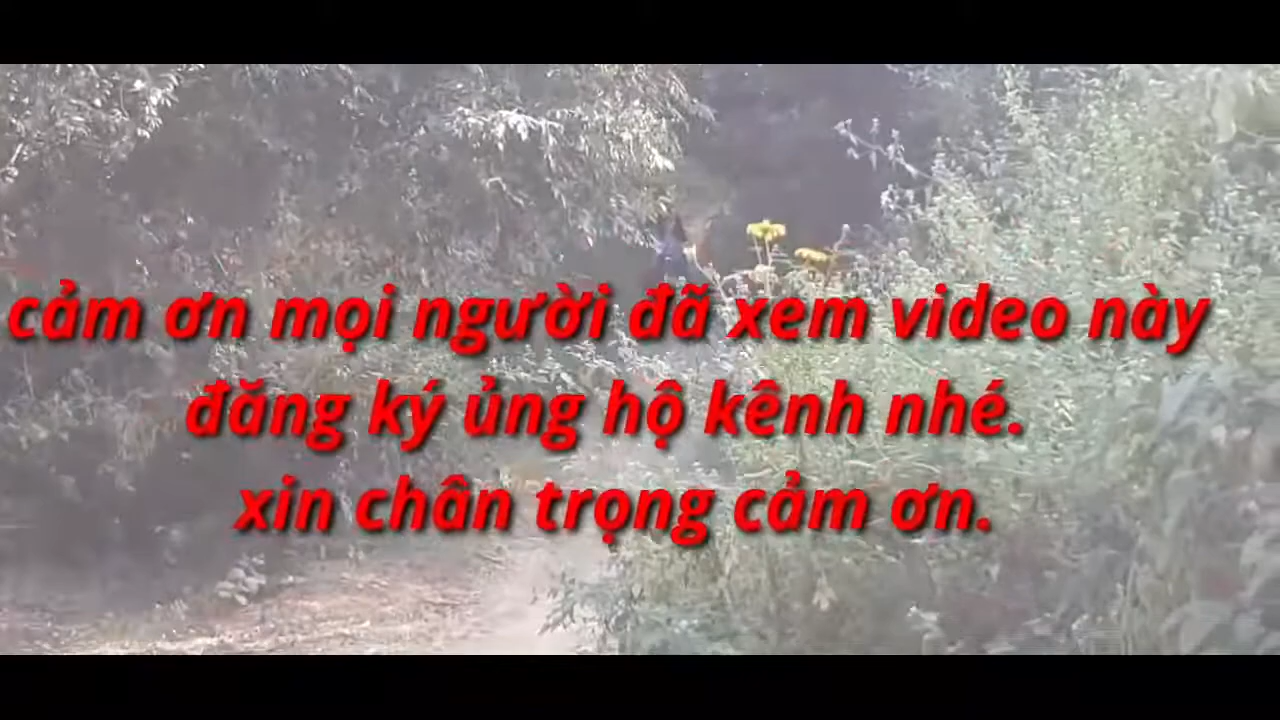 cảm ơn mọi người đã xem video này
đăng ký ủng hộ kênh nhé.
xin chân trọng cảm ơn.